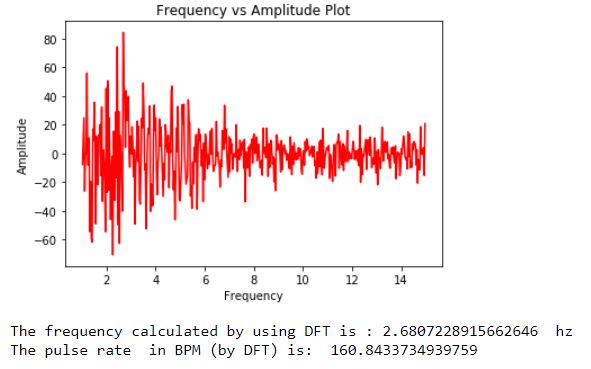 Frequency vs Amplitude Plot
80
60
40
20
0
−20
−40
−60
Amplitude
2 4 6 8 10 12 14
Frequency
The frequency calculated by using DFT is : 2.6807228915662646  hz
The pulse rate  in BPM (by DFT) is:  160.8433734939759